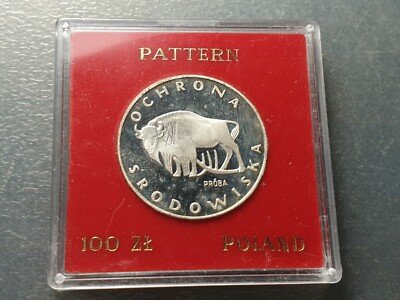 PATTERN
OCHRONA
ŚRODOWISKA
PRÓBA
100 ZŁ POLAND